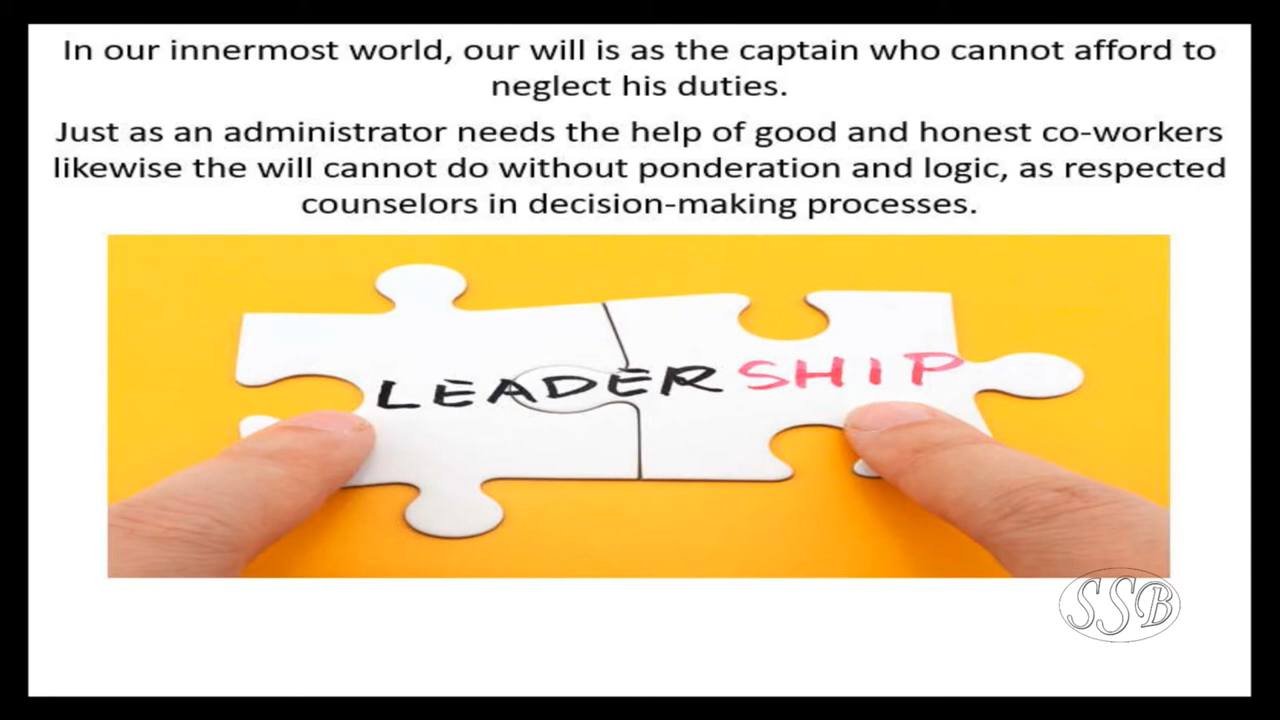 In our innermost world, our will is as the captain who cannot afford to
neglect his duties.
Just as an administrator needs the help of good and honest co-workers
likewise the will cannot do without ponderation and logic, as respected
counselors in decision-making processes.
LEADERSHIP
SSB